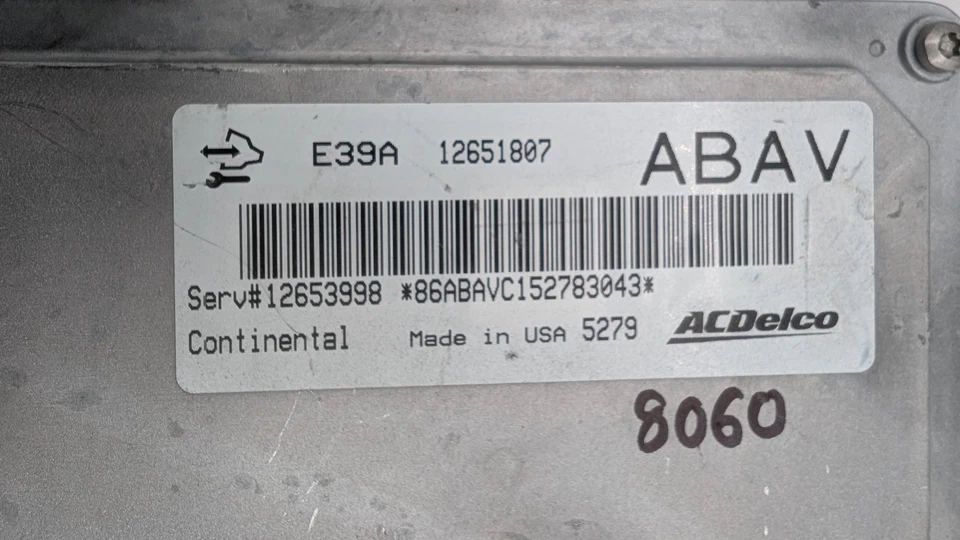 E39A 12651807 ABAV
Serv#12653998 *86ABAVC152783043*
Continental Made in USA 5279 ACDelco
8060